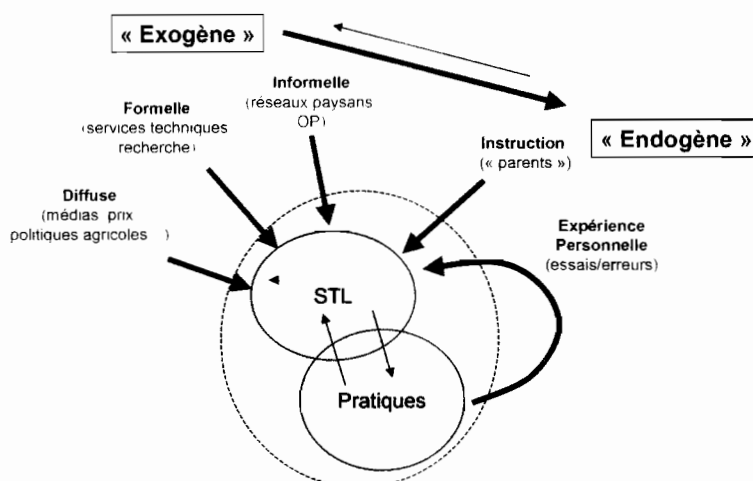 « Exogène »
Informelle
(réseaux paysans
OP)
Formelle
(services techniques
recherche)
Instruction
(« parents »)
« Endogène »
Diffuse
(médias prix
politiques agricoles )
Expérience
Personnelle
(essais/erreurs)
STL
Pratiques